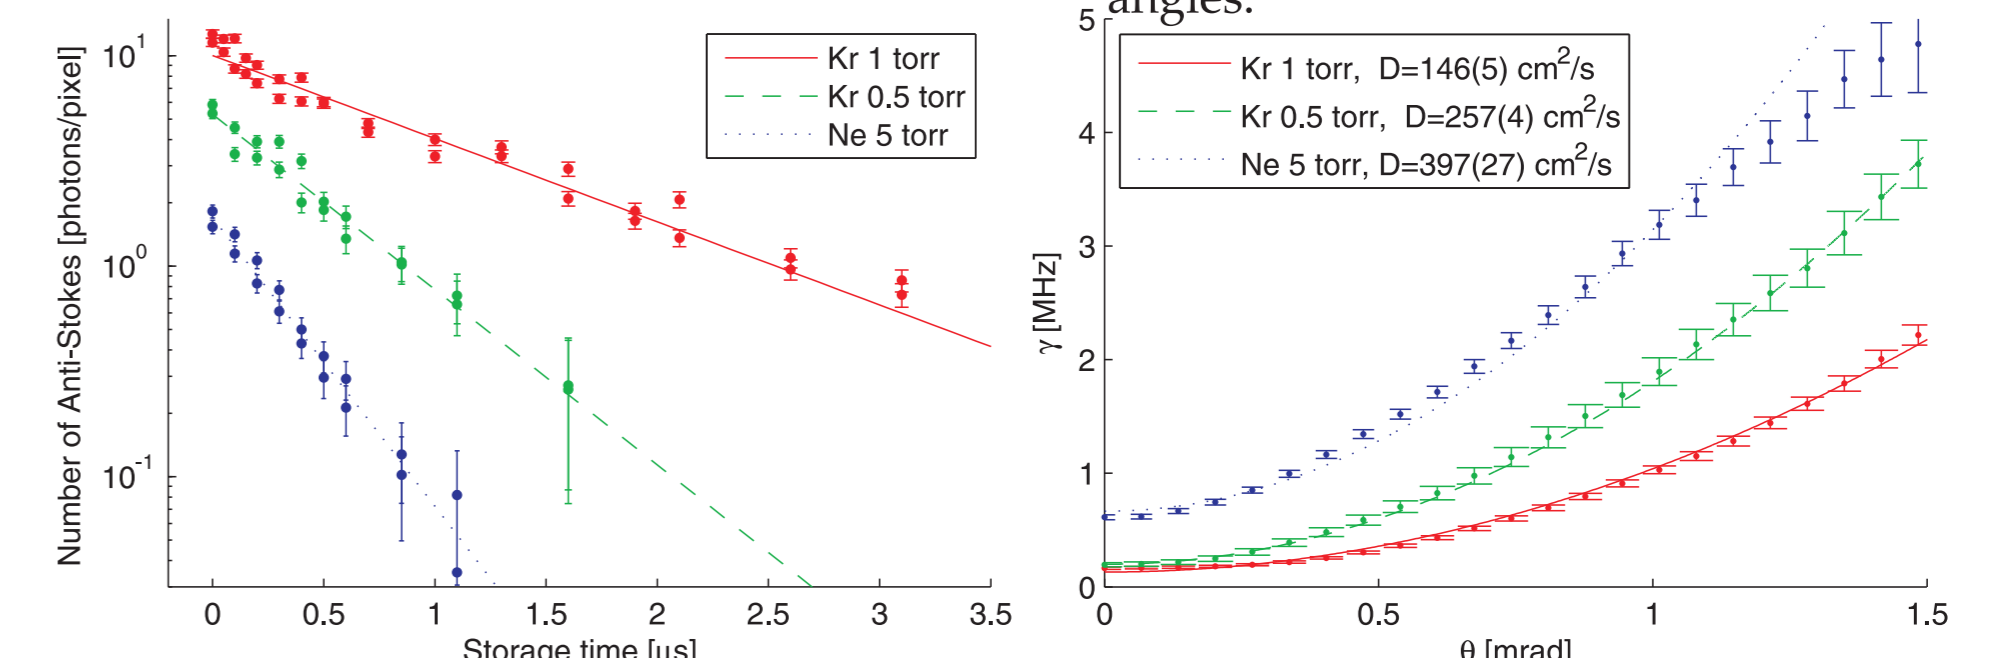 angles.
Number of Anti-Stokes [photons/pixel]
10^1
10^0
10^-1
Kr 1 torr
Kr 0.5 torr
Ne 5 torr
0 0.5 1 1.5 2 2.5 3 3.5
Storage time [µs]
γ [MHz]
5
4
3
2
1
0
Kr 1 torr, D=146(5) cm^2/s
Kr 0.5 torr, D=257(4) cm^2/s
Ne 5 torr, D=397(27) cm^2/s
0 0.5 1 1.5
θ [mrad]